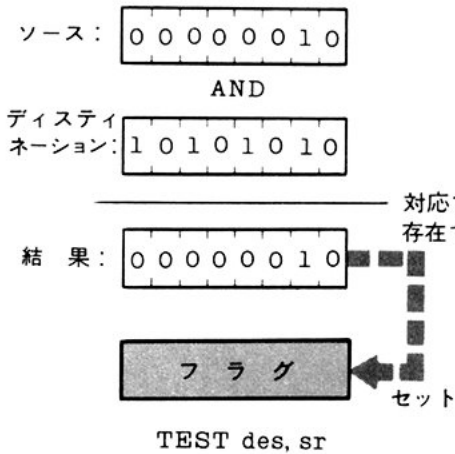 ソース：00000010
AND
ディスティ
ネーション：10101010
対応
存在
結　果：00000010
フラグ
セット
TEST des, sr